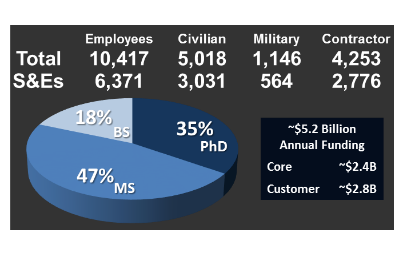 Employees Civilian Military Contractor
Total 10,417 5,018 1,146 4,253
S&Es 6,371 3,031 564 2,776
18% BS
35% PhD
47% MS
~$5.2 Billion
Annual Funding
Core ~$2.4B
Customer ~$2.8B